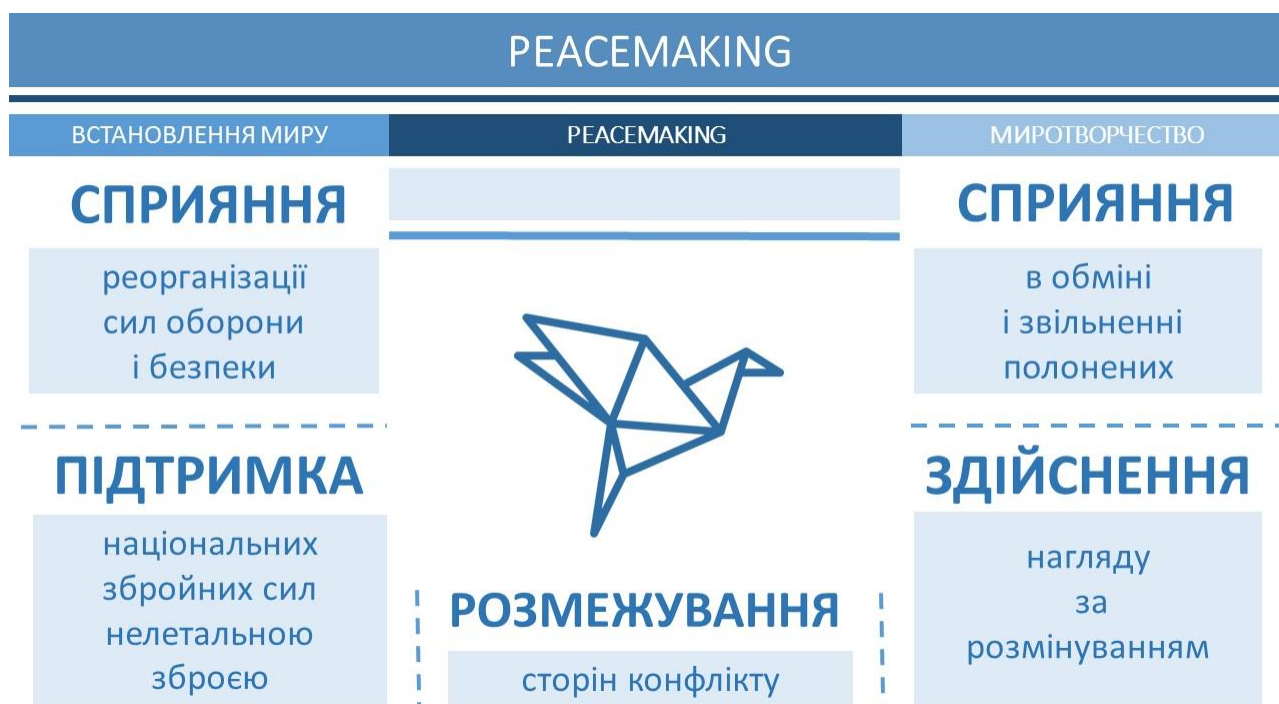 PEACEMAKING
ВСТАНОВЛЕННЯ МИРУ
PEACEMAKING
МИРОТВОРЧЕСТВО
СПРИЯННЯ
реорганізації
сил оборони
і безпеки
ПІДТРИМКА
національних
збройних сил
нелетальною
зброєю
РОЗМЕЖУВАННЯ
сторін конфлікту
СПРИЯННЯ
в обміні
і звільненні
полонених
ЗДІЙСНЕННЯ
нагляду
за
розмінуванням